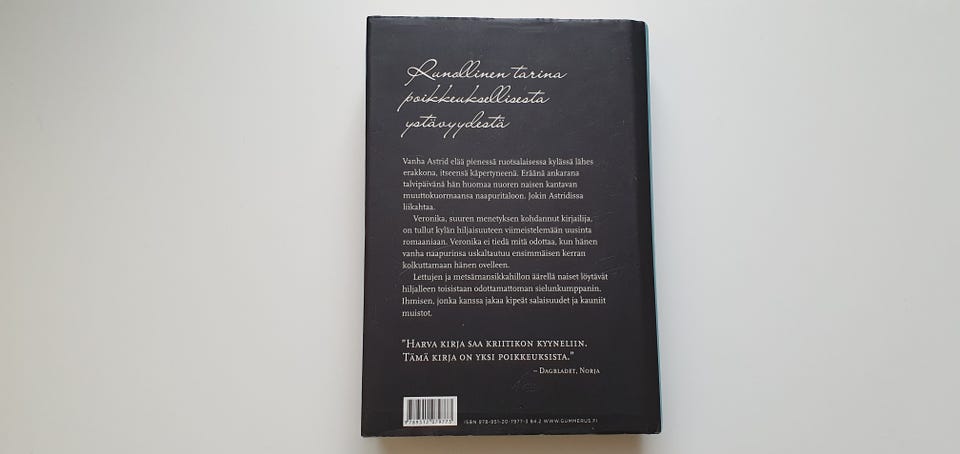 Runollinen tarina
poikkeuksellisesta
ystävyydestä
Vanha Astrid elää pienessä ruotsalaisessa kylässä lähes
erakkona, itseensä käpertyneenä. Eräänä ankarana
talvipäivänä hän huomaa nuoren naisen kantavan
muuttokuormaansa naapuritaloon. Jokin Astridissa
liikahtaa.
Veronika, suuren menetyksen kohdannut kirjailija,
on tullut kylän hiljaisuuteen viimeistelemään uusinta
romaaniaan. Veronika ei tiedä mitä odottaa, kun hänen
vanha naapurinsa uskaltautuu ensimmäisen kerran
kolkuttamaan hänen ovelleen.
Lettujen ja metsämansikkahillon äärellä naiset löytävät
hiljalleen toisistaan odottamattoman sielunkumppanin.
Ihmisen, jonka kanssa jakaa kipeät salaisuudet ja kauniit
muistot.
"HARVA KIRJA SAA KRIITIKON KYYNELIIN.
TÄMÄ KIRJA ON YKSI POIKKEUKSISTA."
– DAGBLADET, NORJA
ISBN 978-951-20-7977-3 84.2 WWW.GUMMERUS.FI
9789512079773